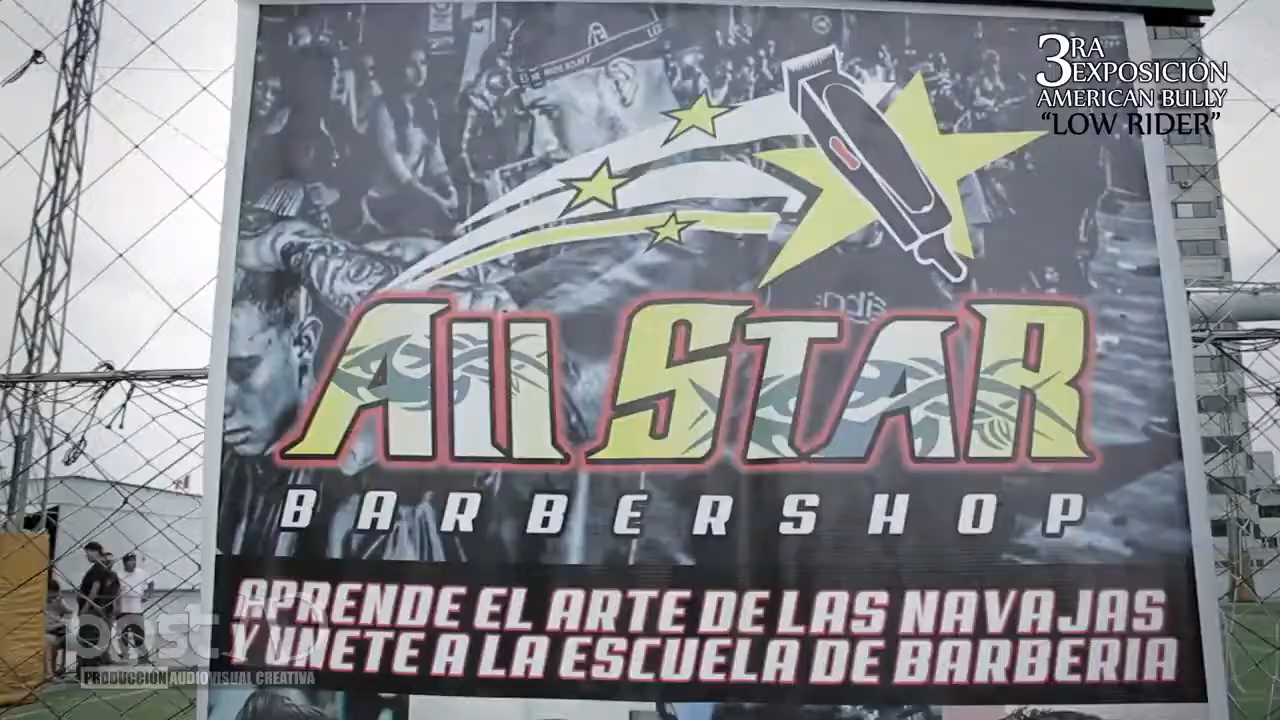 3RA
EXPOSICIÓN
AMERICAN BULLY
“LOW RIDER”
All StaR
BARBERSHOP
APRENDE EL ARTE DE LAS NAVAJAS
Y UNETE A LA ESCUELA DE BARBERIA
post
PRODUCCIÓN AUDIOVISUAL CREATIVA